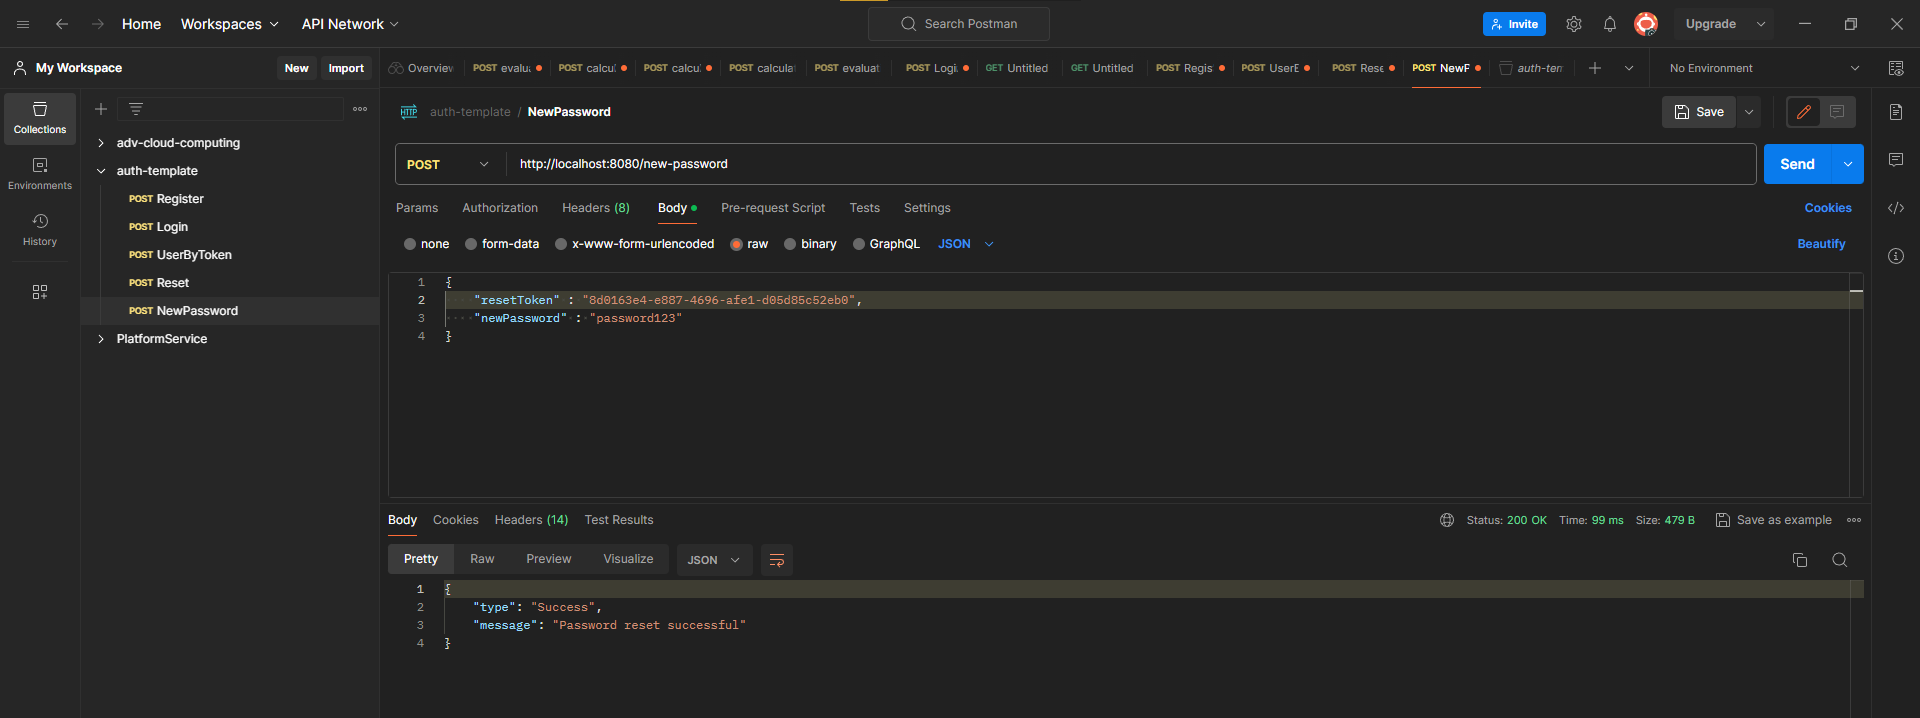 Home Workspaces API Network Search Postman Invite Upgrade
My Workspace New Import
Overview POST evalu POST calcu POST calcu POST calculat POST evaluat POST Logi GET Untitled GET Untitled POST Regis POST UserE POST Rese POST NewF auth-tem No Environment
Collections
Environments
History
adv-cloud-computing
auth-template
POST Register
POST Login
POST UserByToken
POST Reset
POST NewPassword
PlatformService
HTTP auth-template / NewPassword Save
POST http://localhost:8080/new-password Send
Params Authorization Headers (8) Body Pre-request Script Tests Settings Cookies
none form-data x-www-form-urlencoded raw binary GraphQL JSON Beautify
1 {
2 "resetToken" : "8d0163e4-e887-4696-afe1-d05d85c52eb0",
3 "newPassword" : "password123"
4 }
Body Cookies Headers (14) Test Results Status: 200 OK Time: 99 ms Size: 479 B Save as example
Pretty Raw Preview Visualize JSON
1 {
2 "type": "Success",
3 "message": "Password reset successful"
4 }